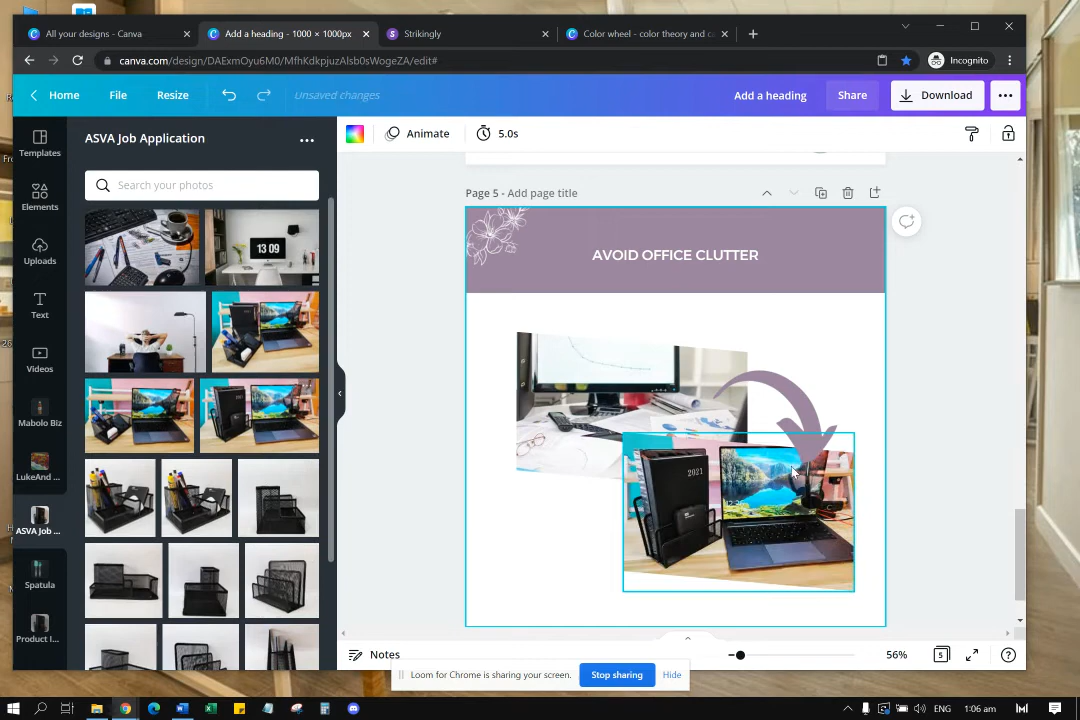 All your designs - Canva
Add a heading - 1000 × 1000px
Strikingly
Color wheel - color theory and ca
canva.com/design/DAExmOyu6M0/MfhKdkpjuzAlsb0sWogeZA/edit#
Incognito
Home
File
Resize
Unsaved changes
Add a heading
Share
Download
ASVA Job Application
Animate
5.0s
Templates
Search your photos
Page 5 - Add page title
Elements
13 09
AVOID OFFICE CLUTTER
Uploads
Text
Videos
Mabolo Biz
LukeAnd ...
2021
ASVA Job ...
Spatula
Product I...
Notes
56%
5
Loom for Chrome is sharing your screen.
Stop sharing
Hide
ENG
1:06 am